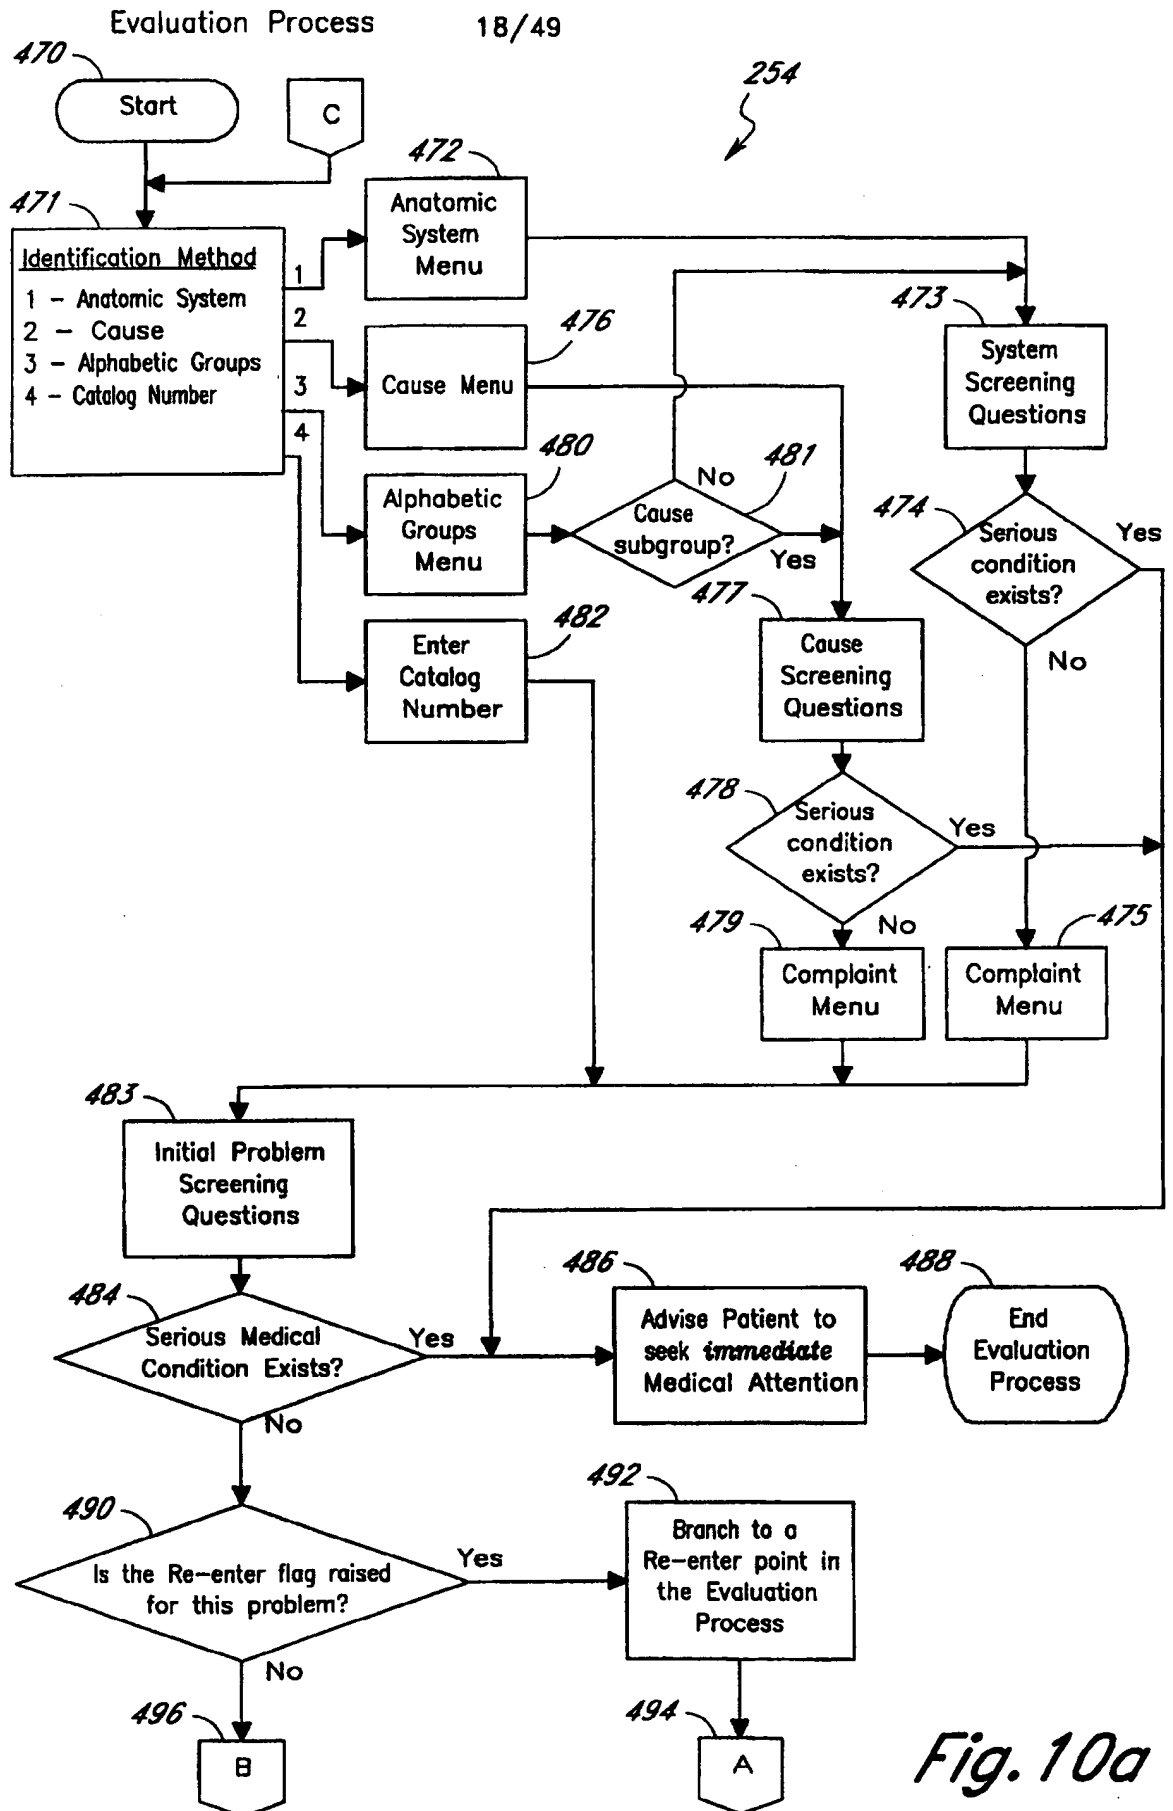 Evaluation Process
18/49
470
Start
C
254
471
Identification Method
1 - Anatomic System
2 - Cause
3 - Alphabetic Groups
4 - Catalog Number
1
2
3
4
472
Anatomic
System
Menu
476
Cause Menu
480
Alphabetic
Groups
Menu
481
Cause
subgroup?
No
Yes
482
Enter
Catalog
Number
473
System
Screening
Questions
474
Serious
condition
exists?
Yes
No
477
Cause
Screening
Questions
478
Serious
condition
exists?
Yes
No
479
Complaint
Menu
475
Complaint
Menu
483
Initial Problem
Screening
Questions
484
Serious Medical
Condition Exists?
Yes
No
486
Advise Patient to
seek immediate
Medical Attention
488
End
Evaluation
Process
490
Is the Re-enter flag raised
for this problem?
Yes
No
492
Branch to a
Re-enter point in
the Evaluation
Process
496
B
494
A
Fig. 10a